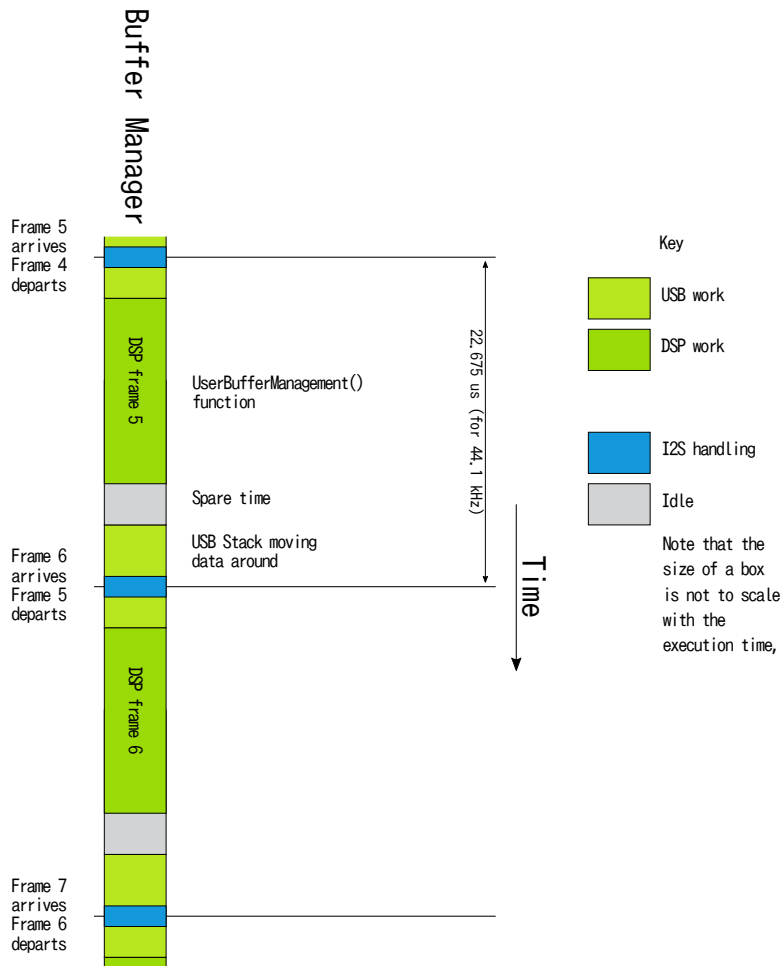 Buffer Manager
Frame 5
arrives
Frame 4
departs
DSP frame 5
UserBufferManagement()
function
Spare time
USB Stack moving
data around
22.675 us (for 44.1 kHz)
Frame 6
arrives
Frame 5
departs
DSP frame 6
Time
Frame 7
arrives
Frame 6
departs
Key
USB work
DSP work
I2S handling
Idle
Note that the
size of a box
is not to scale
with the
execution time,